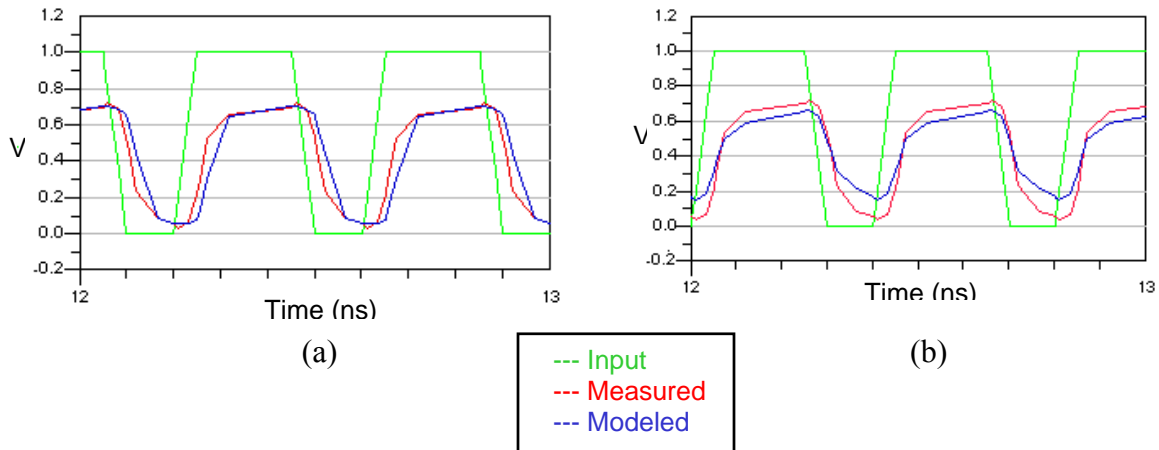 1.2
1.0
0.8
0.6
V
0.4
0.2
0.0
-0.2
12
13
Time (ns)
(a)
1.2
1.0
0.8
0.6
V
0.4
0.2
0.0
-0.2
12
13
Time (ns)
(b)
--- Input
--- Measured
--- Modeled